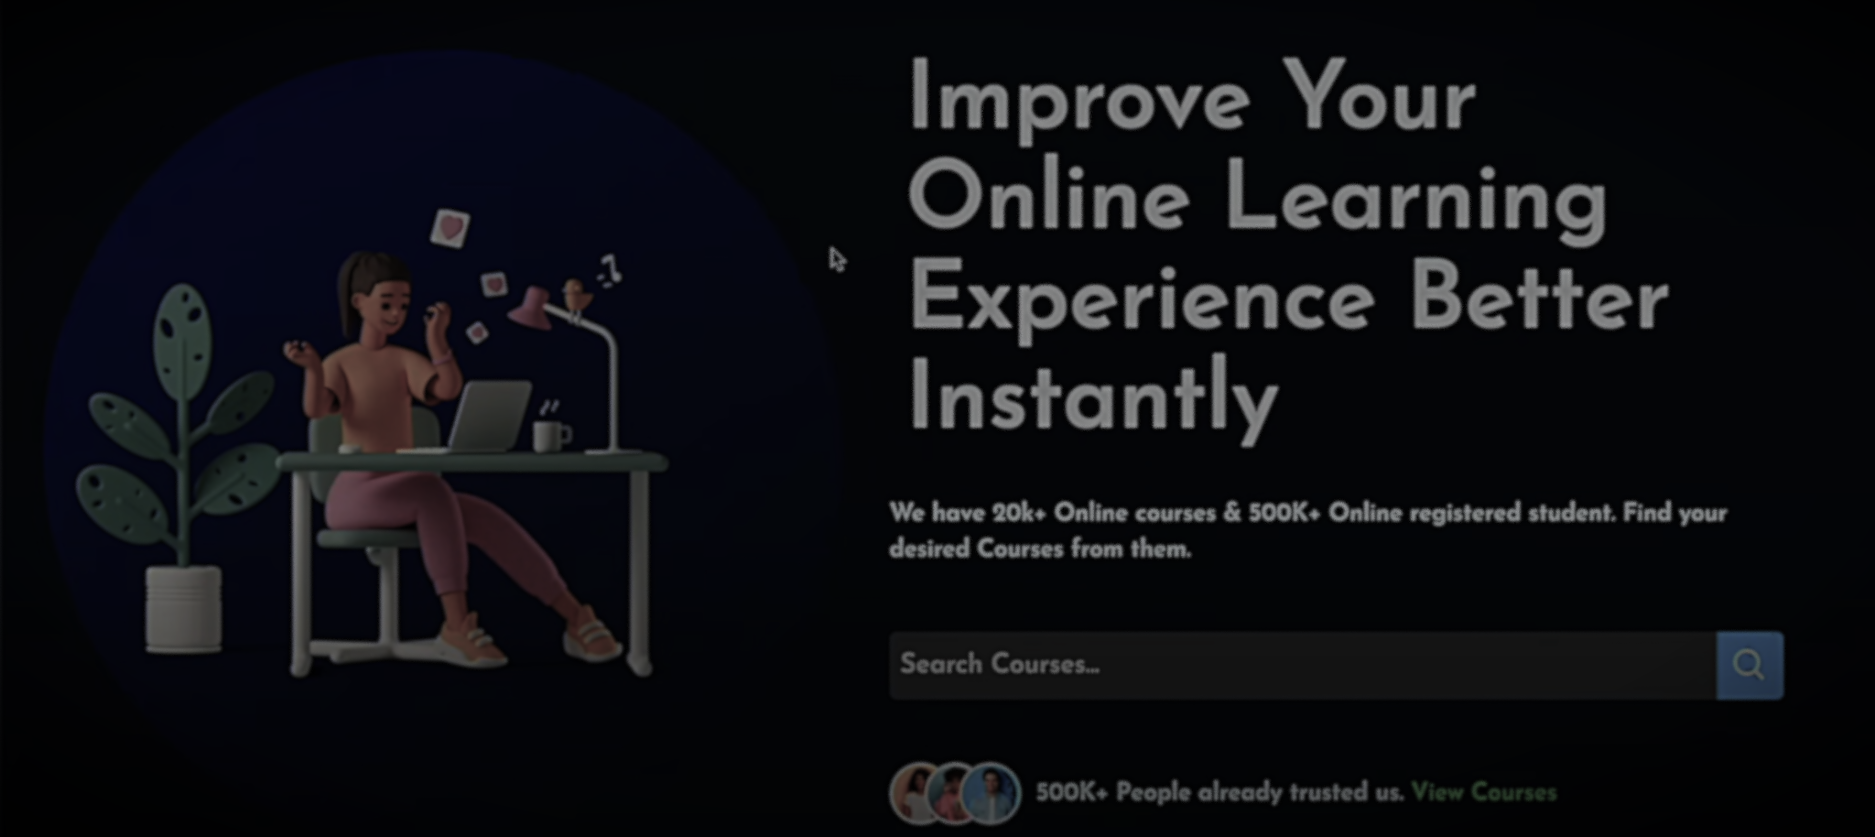 Improve Your
Online Learning
Experience Better
Instantly
We have 20k+ Online courses & 500K+ Online registered student. Find your
desired Courses from them.
Search Courses...
500K+ People already trusted us. View Courses